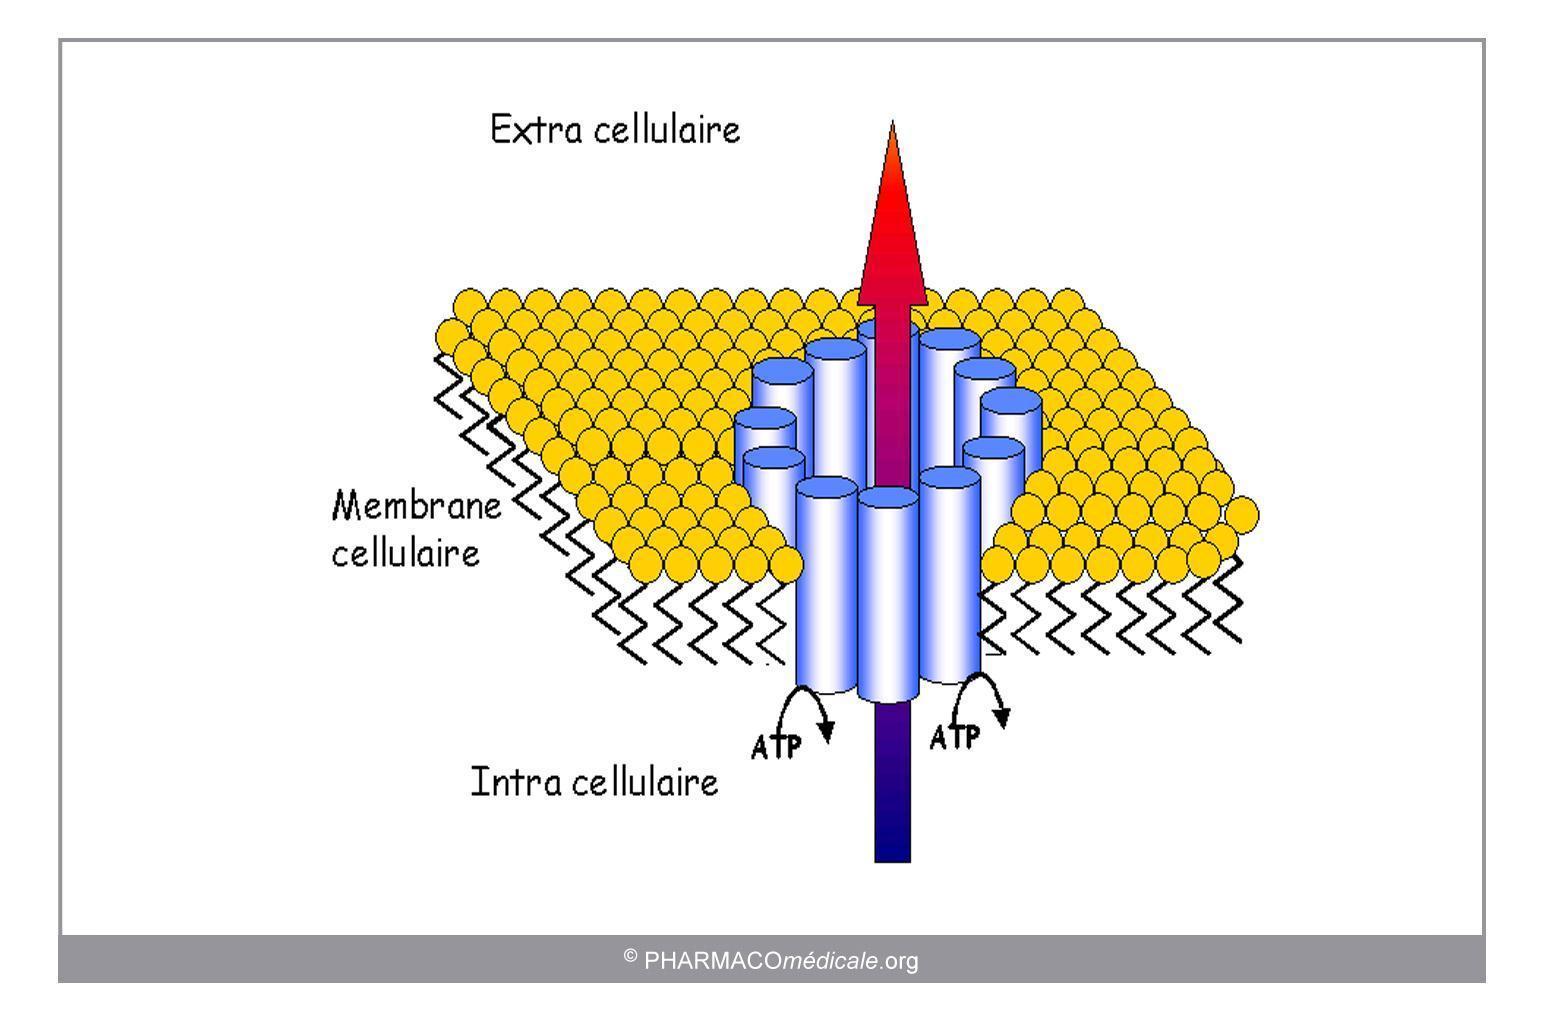 Extra cellulaire
Membrane
cellulaire
ATP
ATP
Intra cellulaire
© PHARMACOmédicale.org